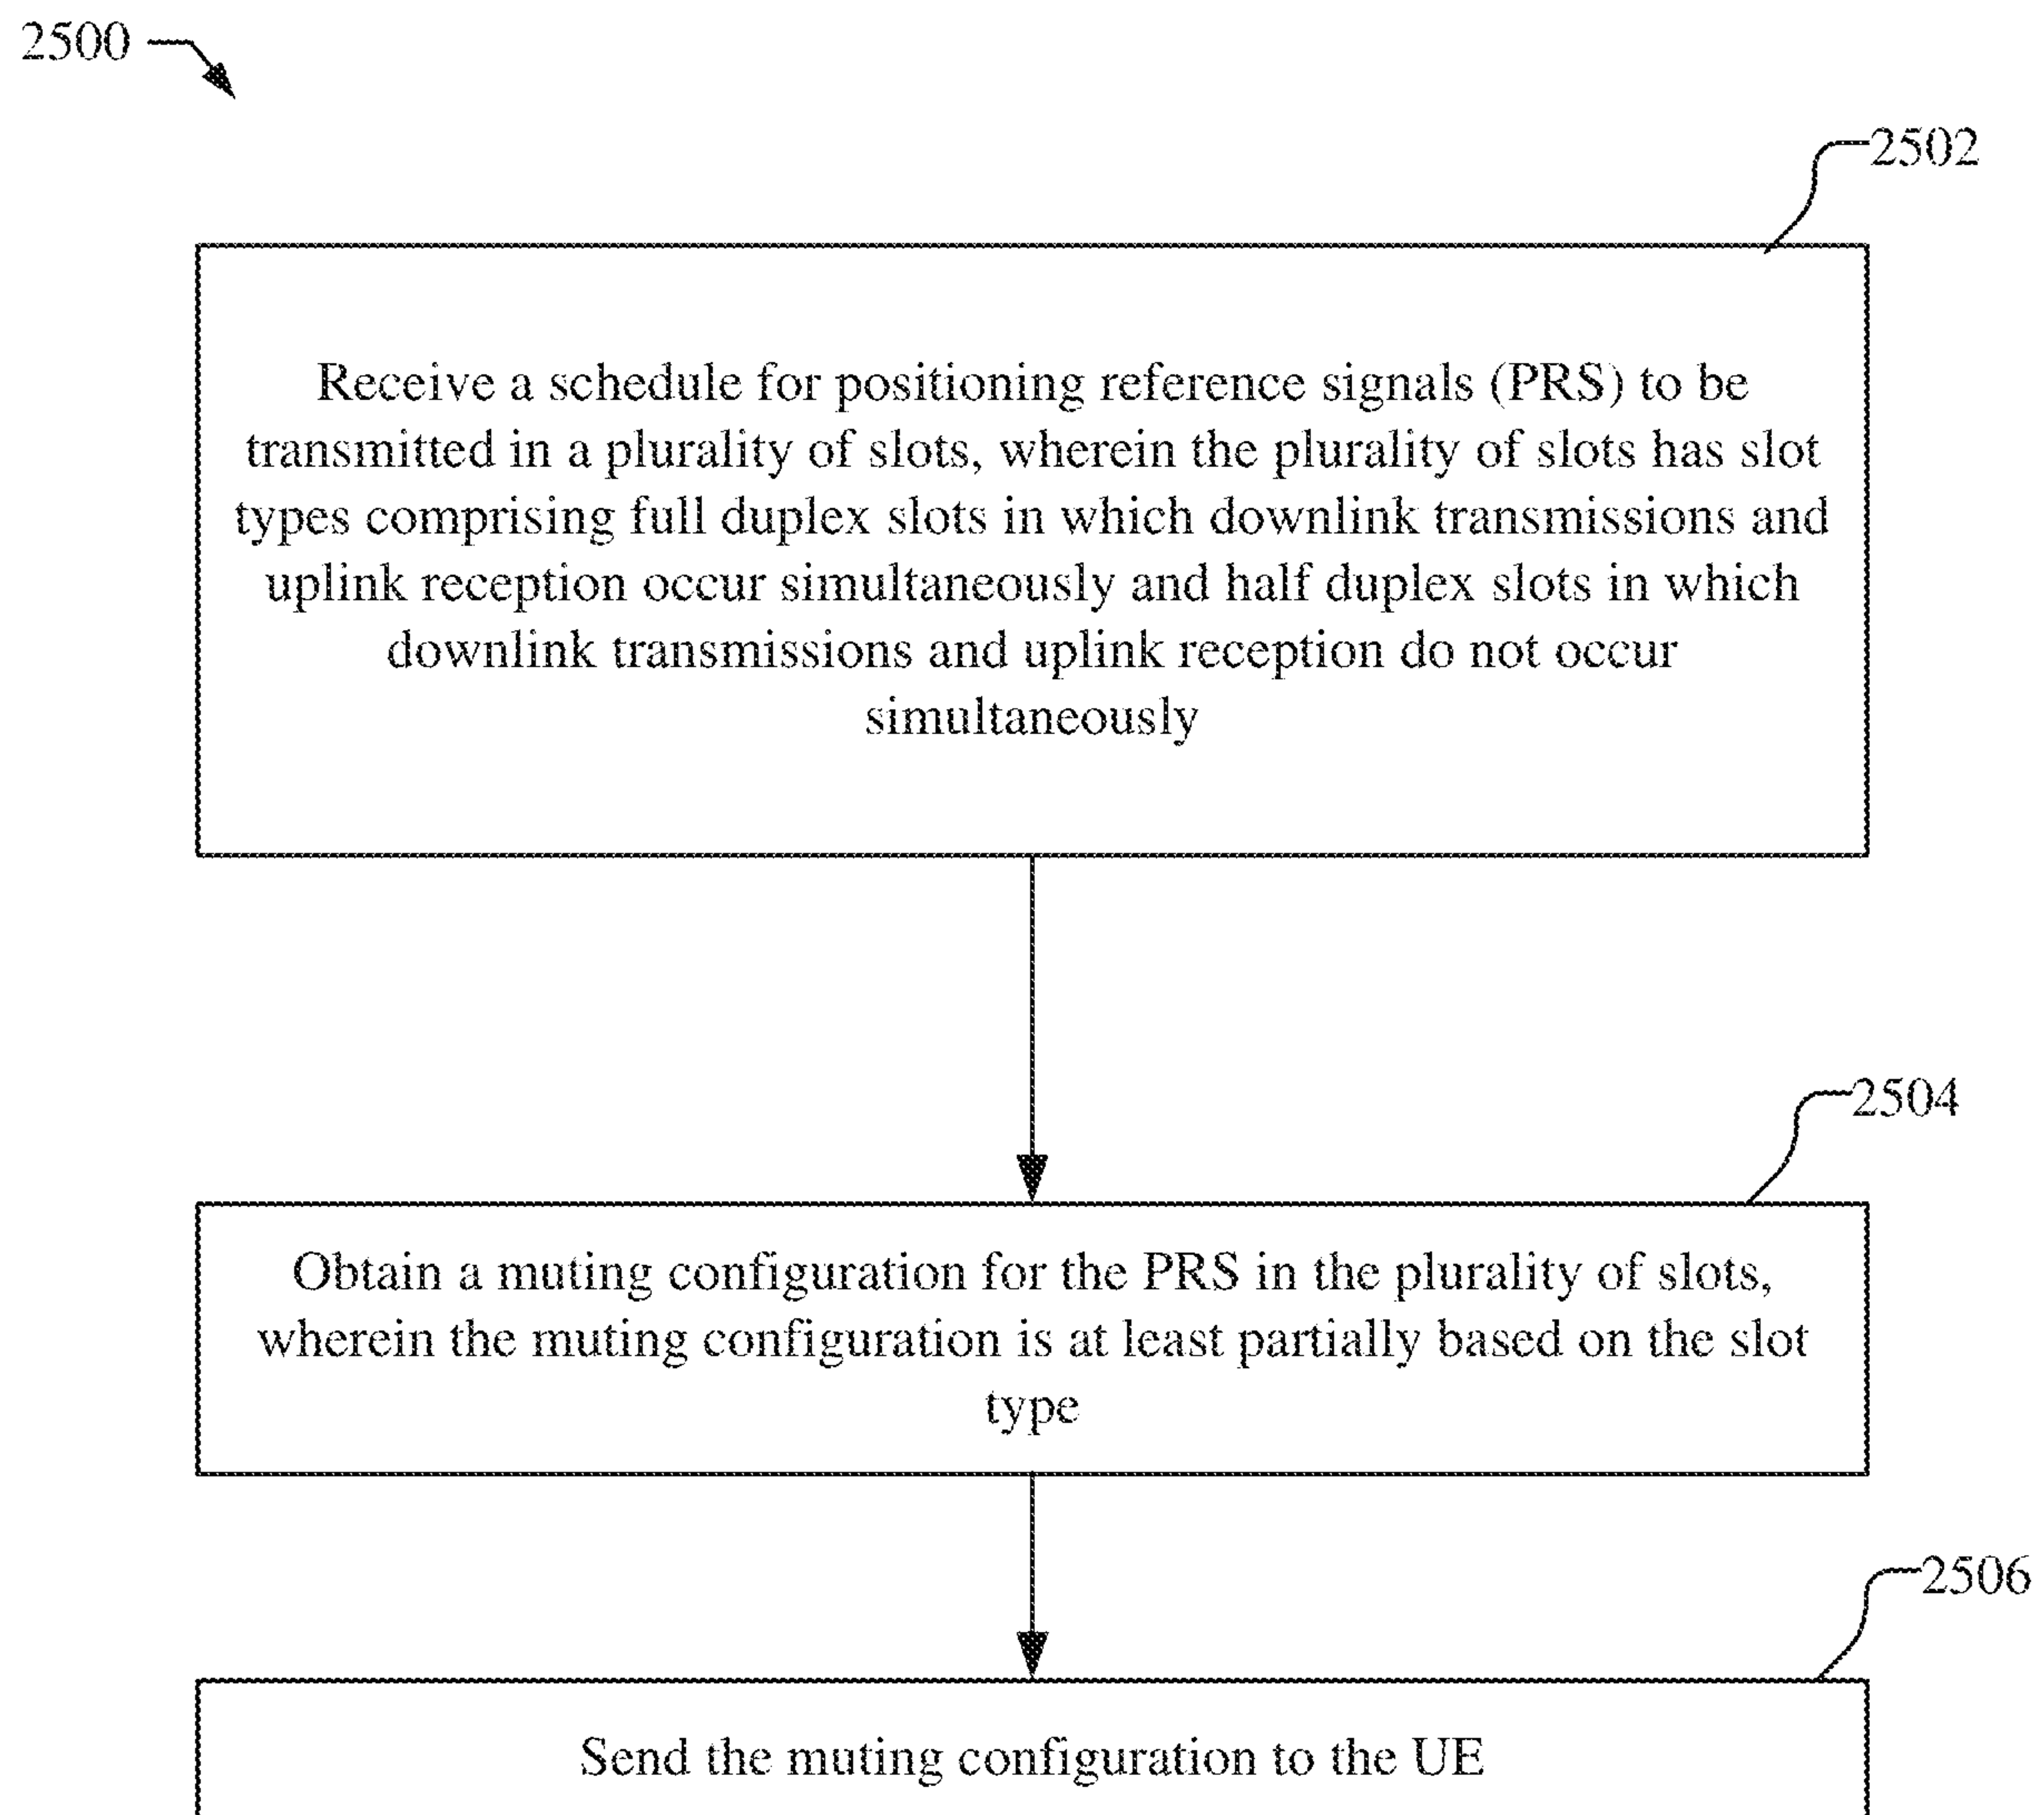 2500
2502
Receive a schedule for positioning reference signals (PRS) to be
transmitted in a plurality of slots, wherein the plurality of slots has slot
types comprising full duplex slots in which downlink transmissions and
uplink reception occur simultaneously and half duplex slots in which
downlink transmissions and uplink reception do not occur
simultaneously
2504
Obtain a muting configuration for the PRS in the plurality of slots,
wherein the muting configuration is at least partially based on the slot
type
2506
Send the muting configuration to the UE